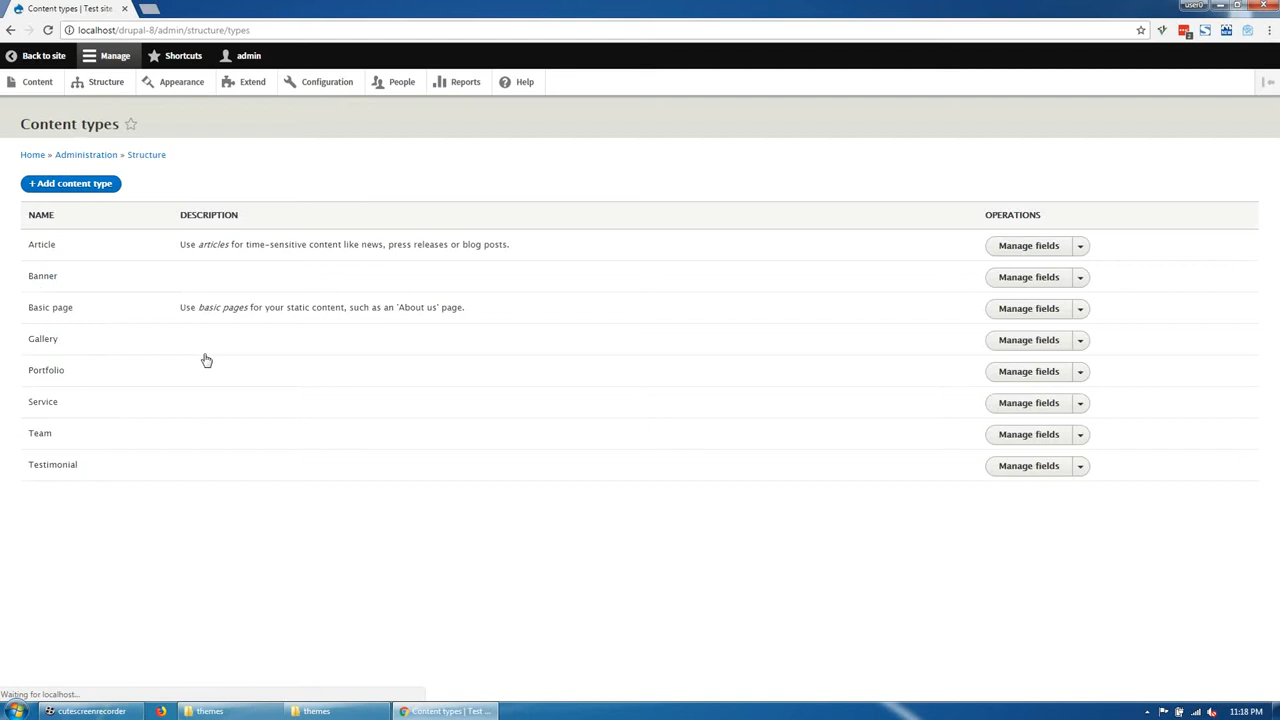 Content types | Test site
user0
localhost/drupal-8/admin/structure/types
Back to site
Manage
Shortcuts
admin
Content
Structure
Appearance
Extend
Configuration
People
Reports
Help
Content types
Home » Administration » Structure
+ Add content type
NAME DESCRIPTION OPERATIONS
Article Use articles for time-sensitive content like news, press releases or blog posts. Manage fields
Banner Manage fields
Basic page Use basic pages for your static content, such as an 'About us' page. Manage fields
Gallery Manage fields
Portfolio Manage fields
Service Manage fields
Team Manage fields
Testimonial Manage fields
Waiting for localhost...
cutescreenrecorder
themes
themes
Content types | Test ...
11:18 PM